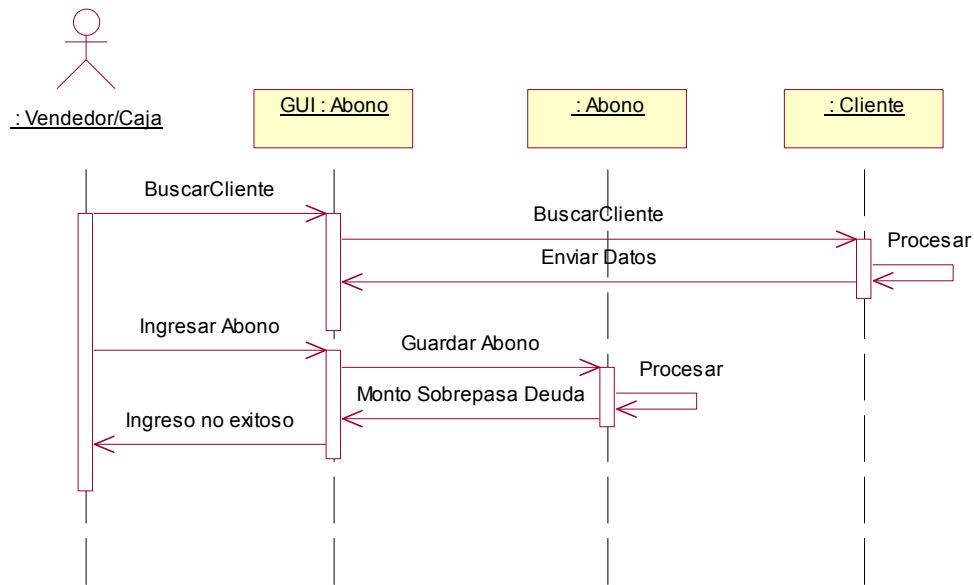 : Vendedor/Caja
GUI : Abono
: Abono
: Cliente
BuscarCliente
BuscarCliente
Procesar
Enviar Datos
Ingresar Abono
Guardar Abono
Procesar
Monto Sobrepasa Deuda
Ingreso no exitoso